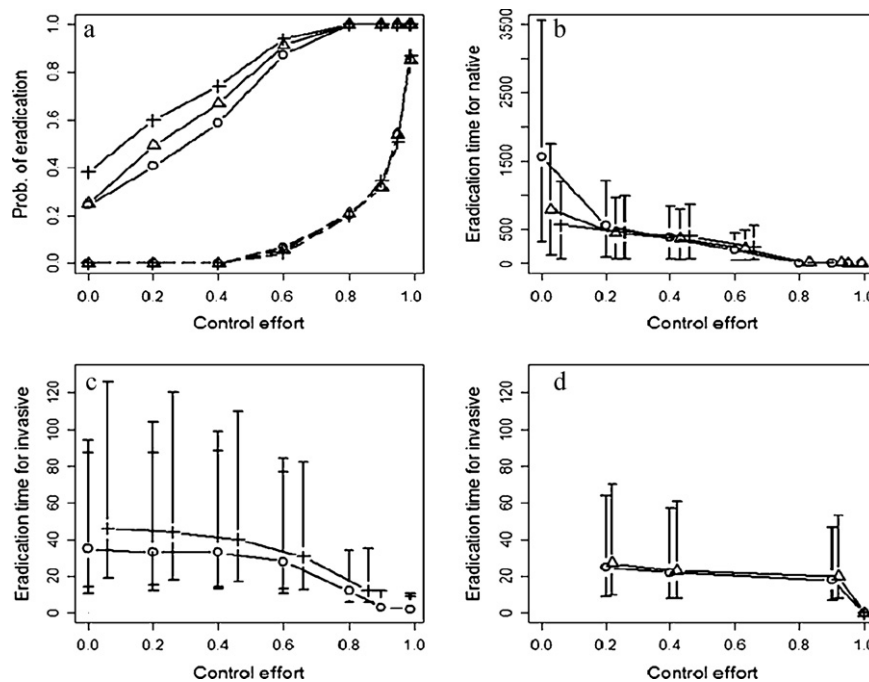 a
Prob. of eradication
1.0
0.8
0.6
0.4
0.2
0.0
0.0 0.2 0.4 0.6 0.8 1.0
Control effort
b
Eradication time for native
3500
2500
1500
500
0
0.0 0.2 0.4 0.6 0.8 1.0
Control effort
c
Eradication time for invasive
120
100
80
60
40
20
0
0.0 0.2 0.4 0.6 0.8 1.0
Control effort
d
Eradication time for invasive
120
100
80
60
40
20
0
0.0 0.2 0.4 0.6 0.8 1.0
Control effort